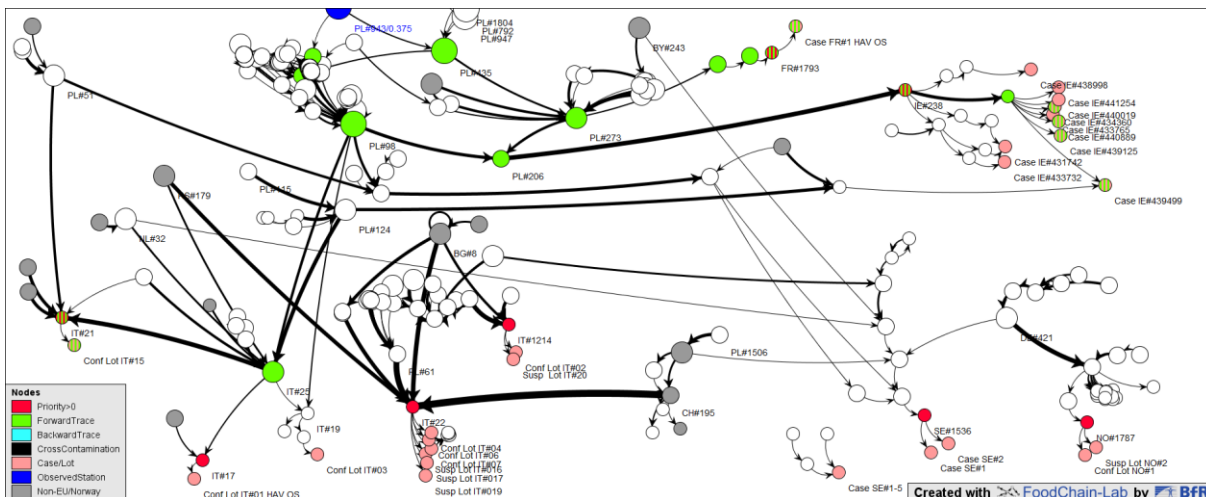 PL#1804
PL#943/0.375
PL#792
PL#947
PL#435
BY#243
Case FR#1 HAV OS
FR#1793
PL#51
Case IE#438998
IE#238
Case IE#441254
Case IE#440019
Case IE#434360
Case IE#433765
Case IE#440889
PL#98
PL#273
Case IE#439125
PL#206
Case IE#431742
Case IE#433732
PL#115
Case IE#439499
PL#124
NL#32
BG#8
IT#21
IT#1214
PL#1506
Conf Lot IT#15
Conf Lot IT#02
Susp Lot IT#20
PL#61
IT#25
CH#195
IT#22
IT#19
SE#1536
NO#1787
Conf Lot IT#04
Conf Lot IT#06
Conf Lot IT#07
Susp Lot IT#016
Susp Lot IT#017
Susp Lot IT#019
Case SE#2
Case SE#1
Susp Lot NO#2
Conf Lot NO#1
Conf Lot IT#03
IT#17
Case SE#1-5
Conf Lot IT#01 HAV OS
Nodes
Priority>0
ForwardTrace
BackwardTrace
CrossContamination
Case/Lot
ObservedStation
Non-EU/Norway
Created with FoodChain-Lab by BfR